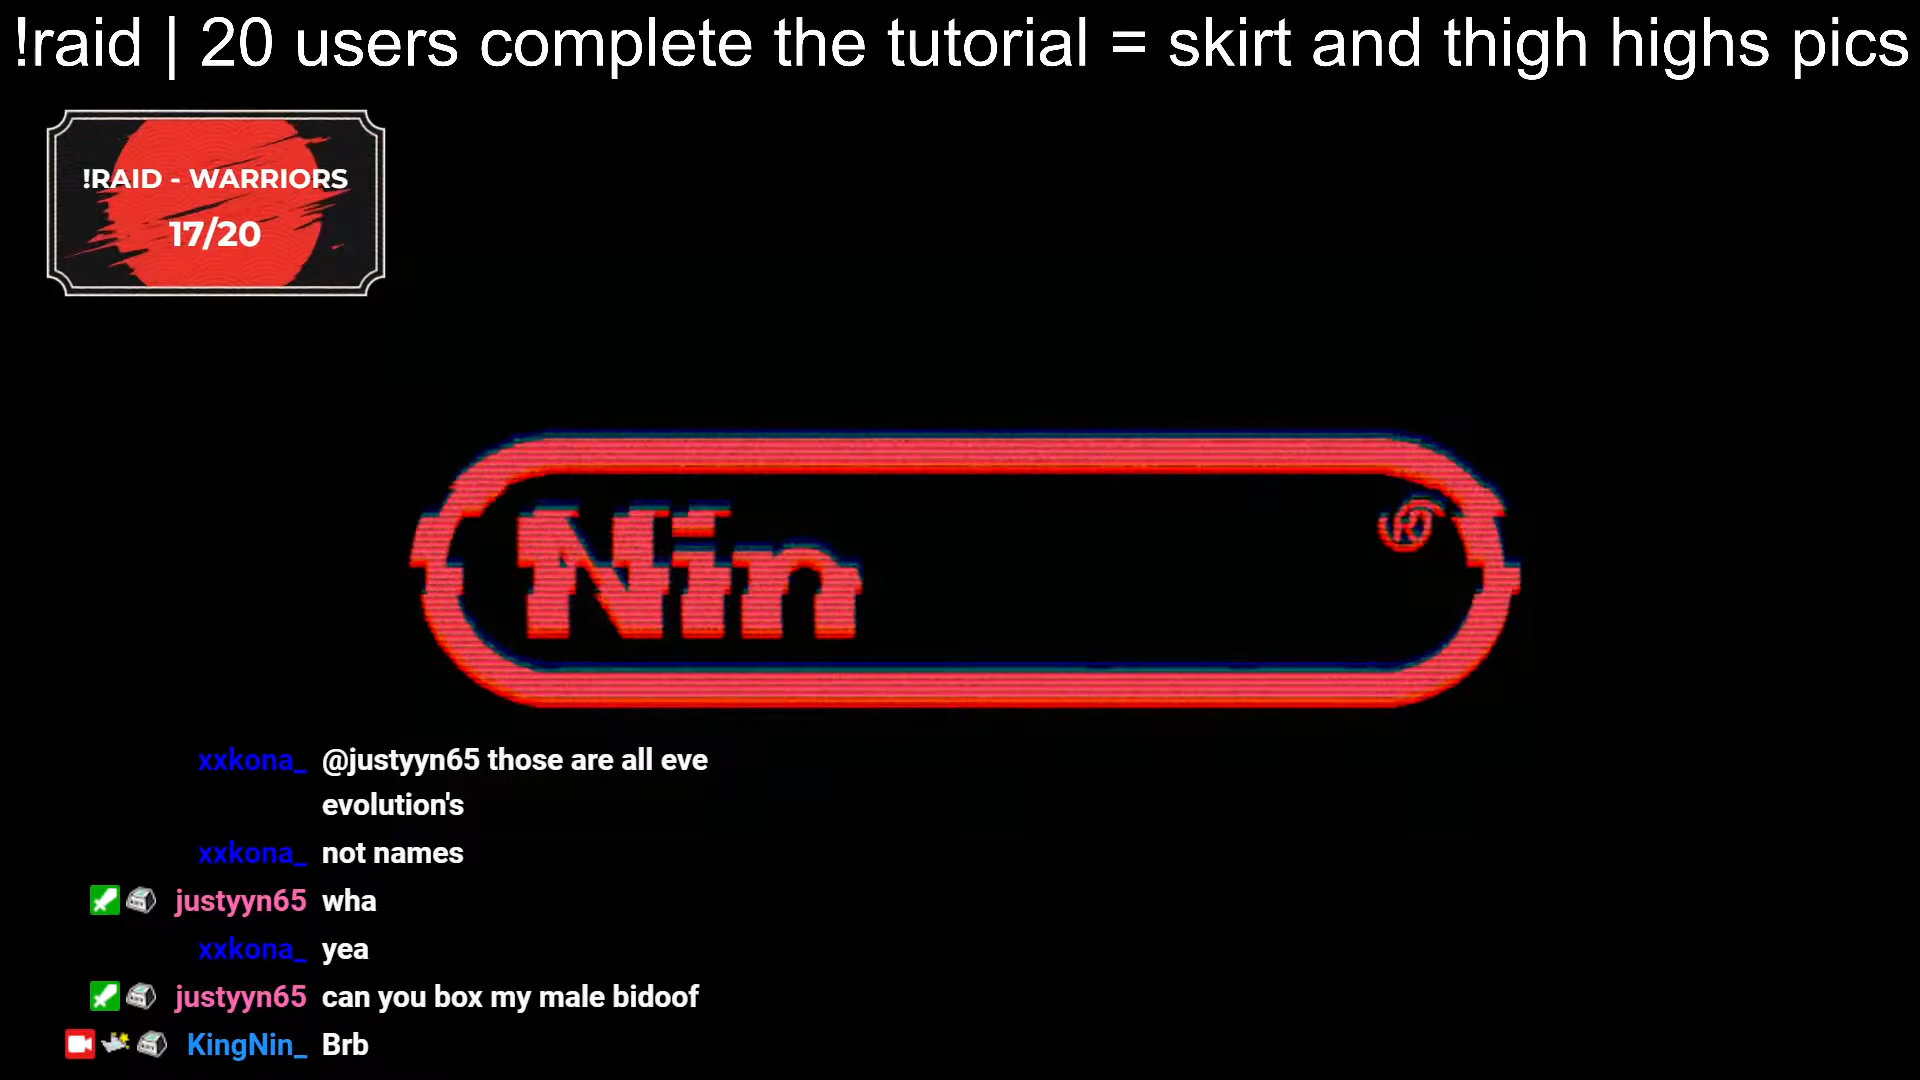 !raid | 20 users complete the tutorial = skirt and thigh highs pics
!RAID - WARRIORS
17/20
Nin ®
xxkona_ @justyyn65 those are all eve
evolution's
xxkona_ not names
justyyn65 wha
xxkona_ yea
justyyn65 can you box my male bidoof
KingNin_ Brb